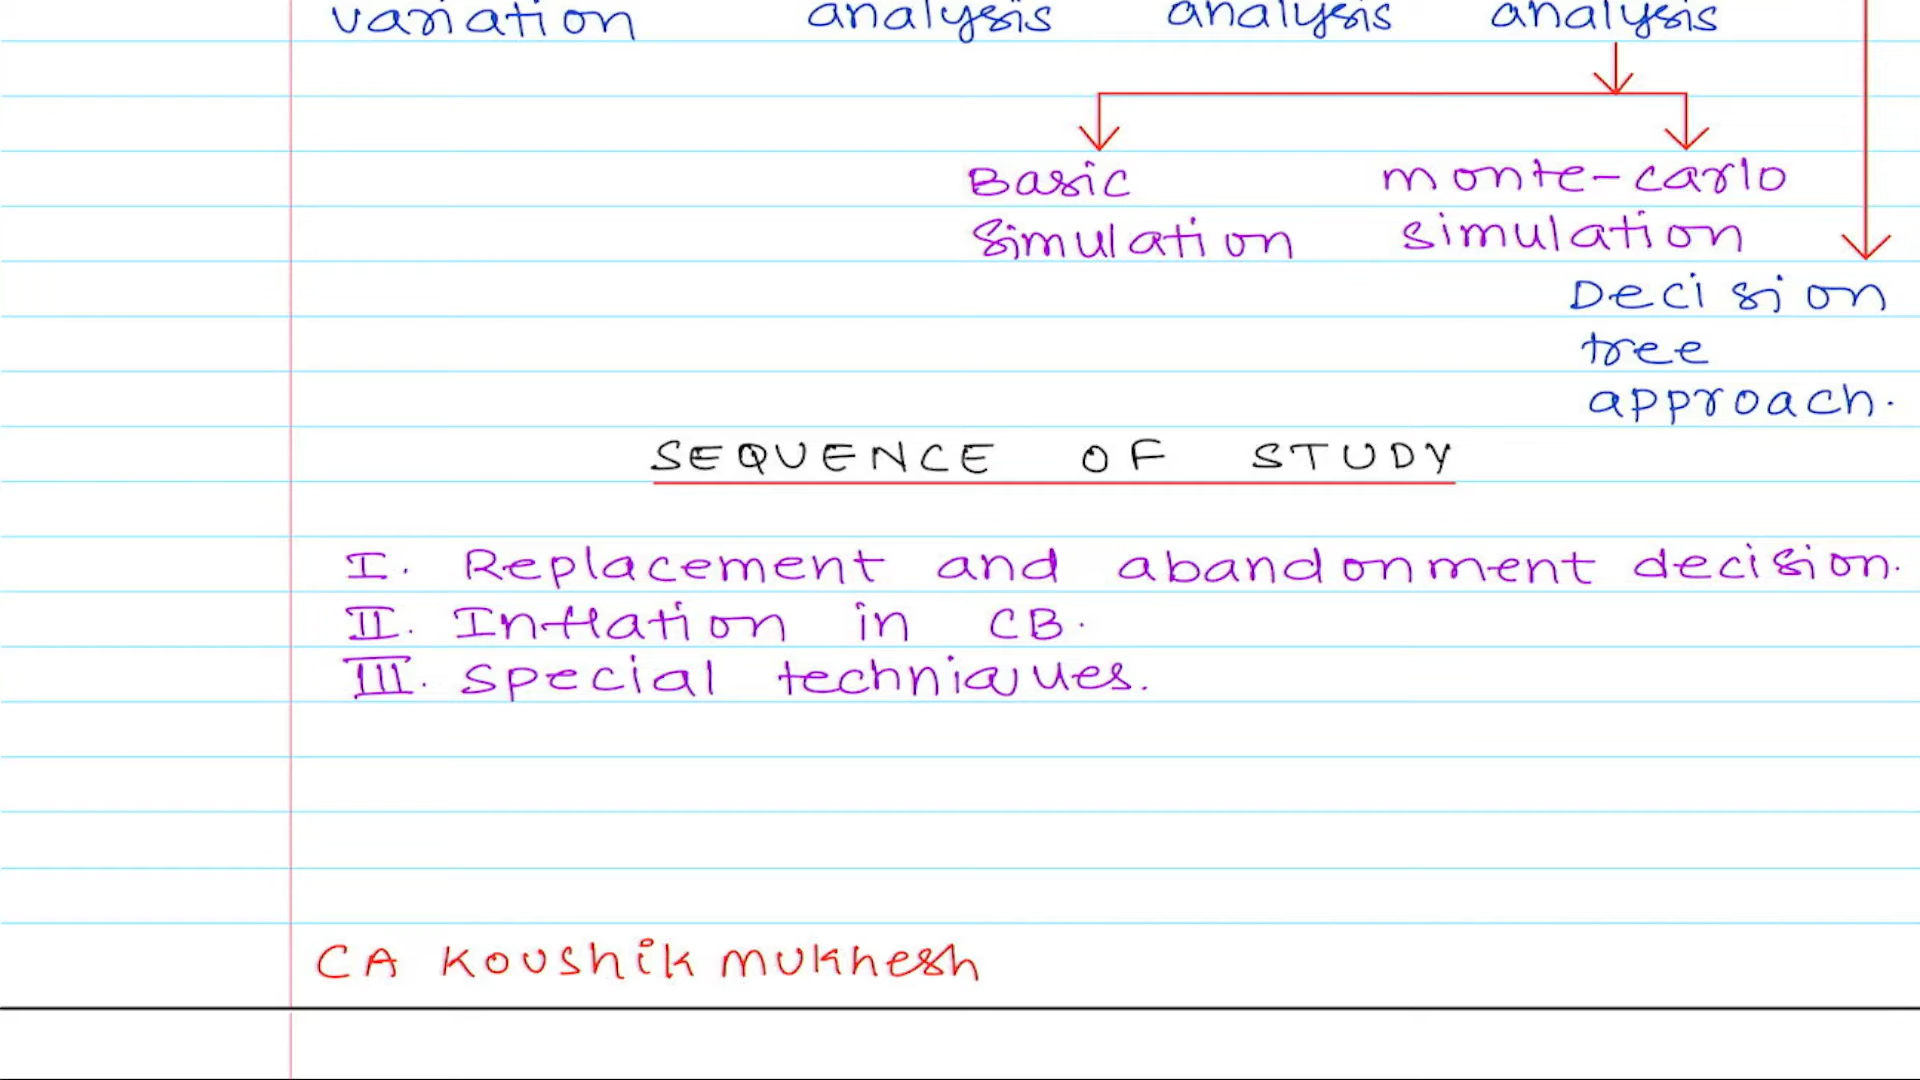 variation analysis analysis analysis
Basic monte-carlo
simulation simulation
Decision
tree
approach.
SEQUENCE OF STUDY
I. Replacement and abandonment decision.
II. Inflation in CB.
III. special techniques.
CA Koushik mukhesh